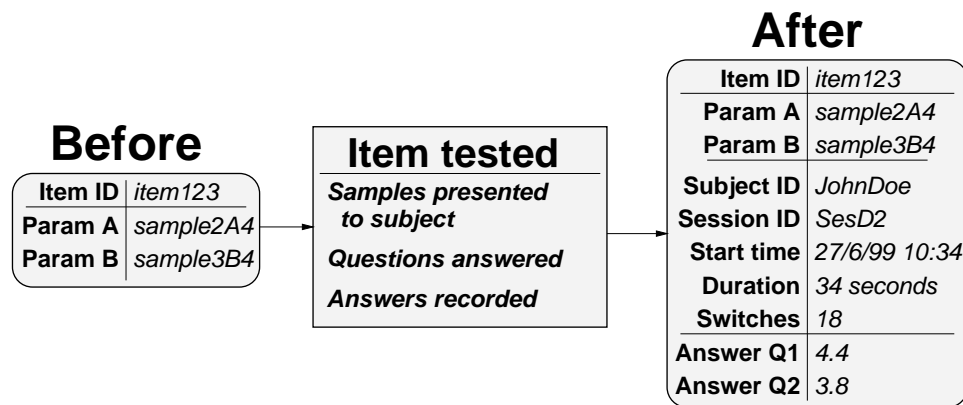 Before
Item ID item123
Param A sample2A4
Param B sample3B4
Item tested
Samples presented
to subject
Questions answered
Answers recorded
After
Item ID item123
Param A sample2A4
Param B sample3B4
Subject ID JohnDoe
Session ID SesD2
Start time 27/6/99 10:34
Duration 34 seconds
Switches 18
Answer Q1 4.4
Answer Q2 3.8